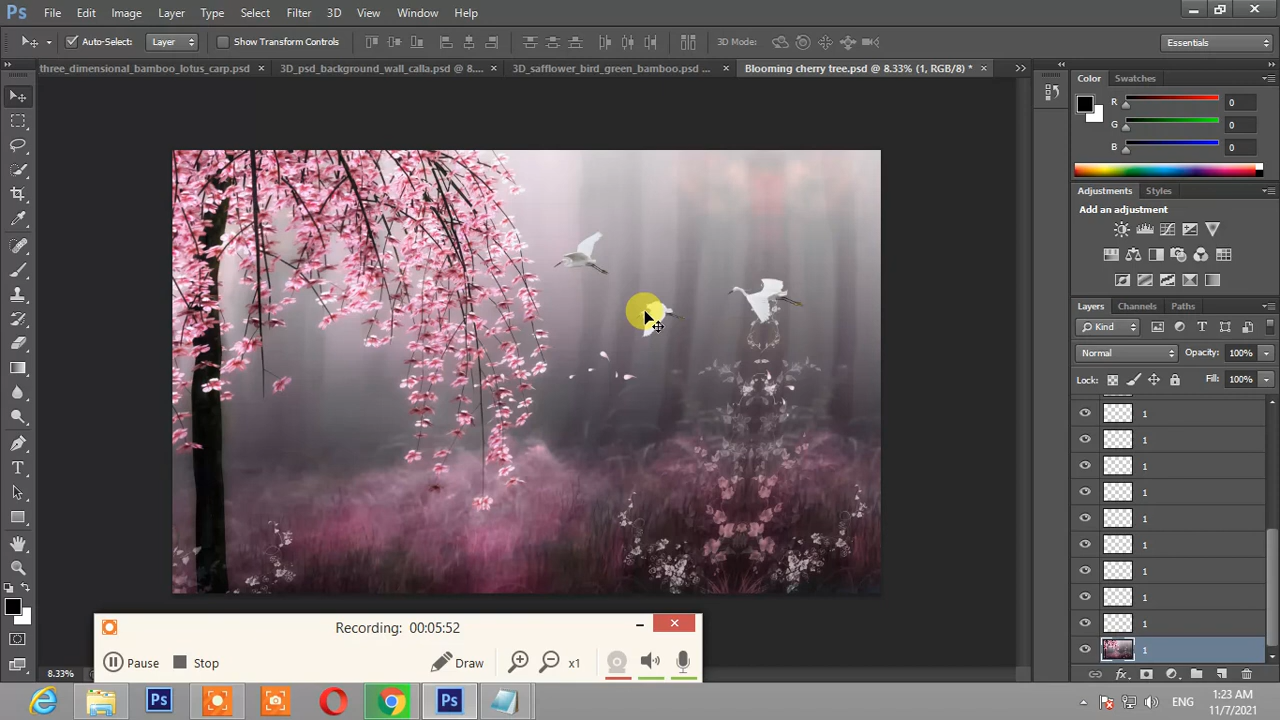 Ps File Edit Image Layer Type Select Filter 3D View Window Help
Auto-Select: Layer Show Transform Controls 3D Mode: Essentials
three_dimensional_bamboo_lotus_carp.psd 3D_psd_background_wall_calla.psd @ 8.... 3D_safflower_bird_green_bamboo.psd ... Blooming cherry tree.psd @ 8.33% (1, RGB/8) *
Color Swatches
R 0
G 0
B 0
Adjustments Styles
Add an adjustment
Layers Channels Paths
Kind
Normal Opacity: 100%
Lock: Fill: 100%
1
1
1
1
1
1
1
1
1
1
Recording: 00:05:52
Pause Stop Draw x1
8.33%
fx
Ps Ps
ENG
1:23 AM
11/7/2021